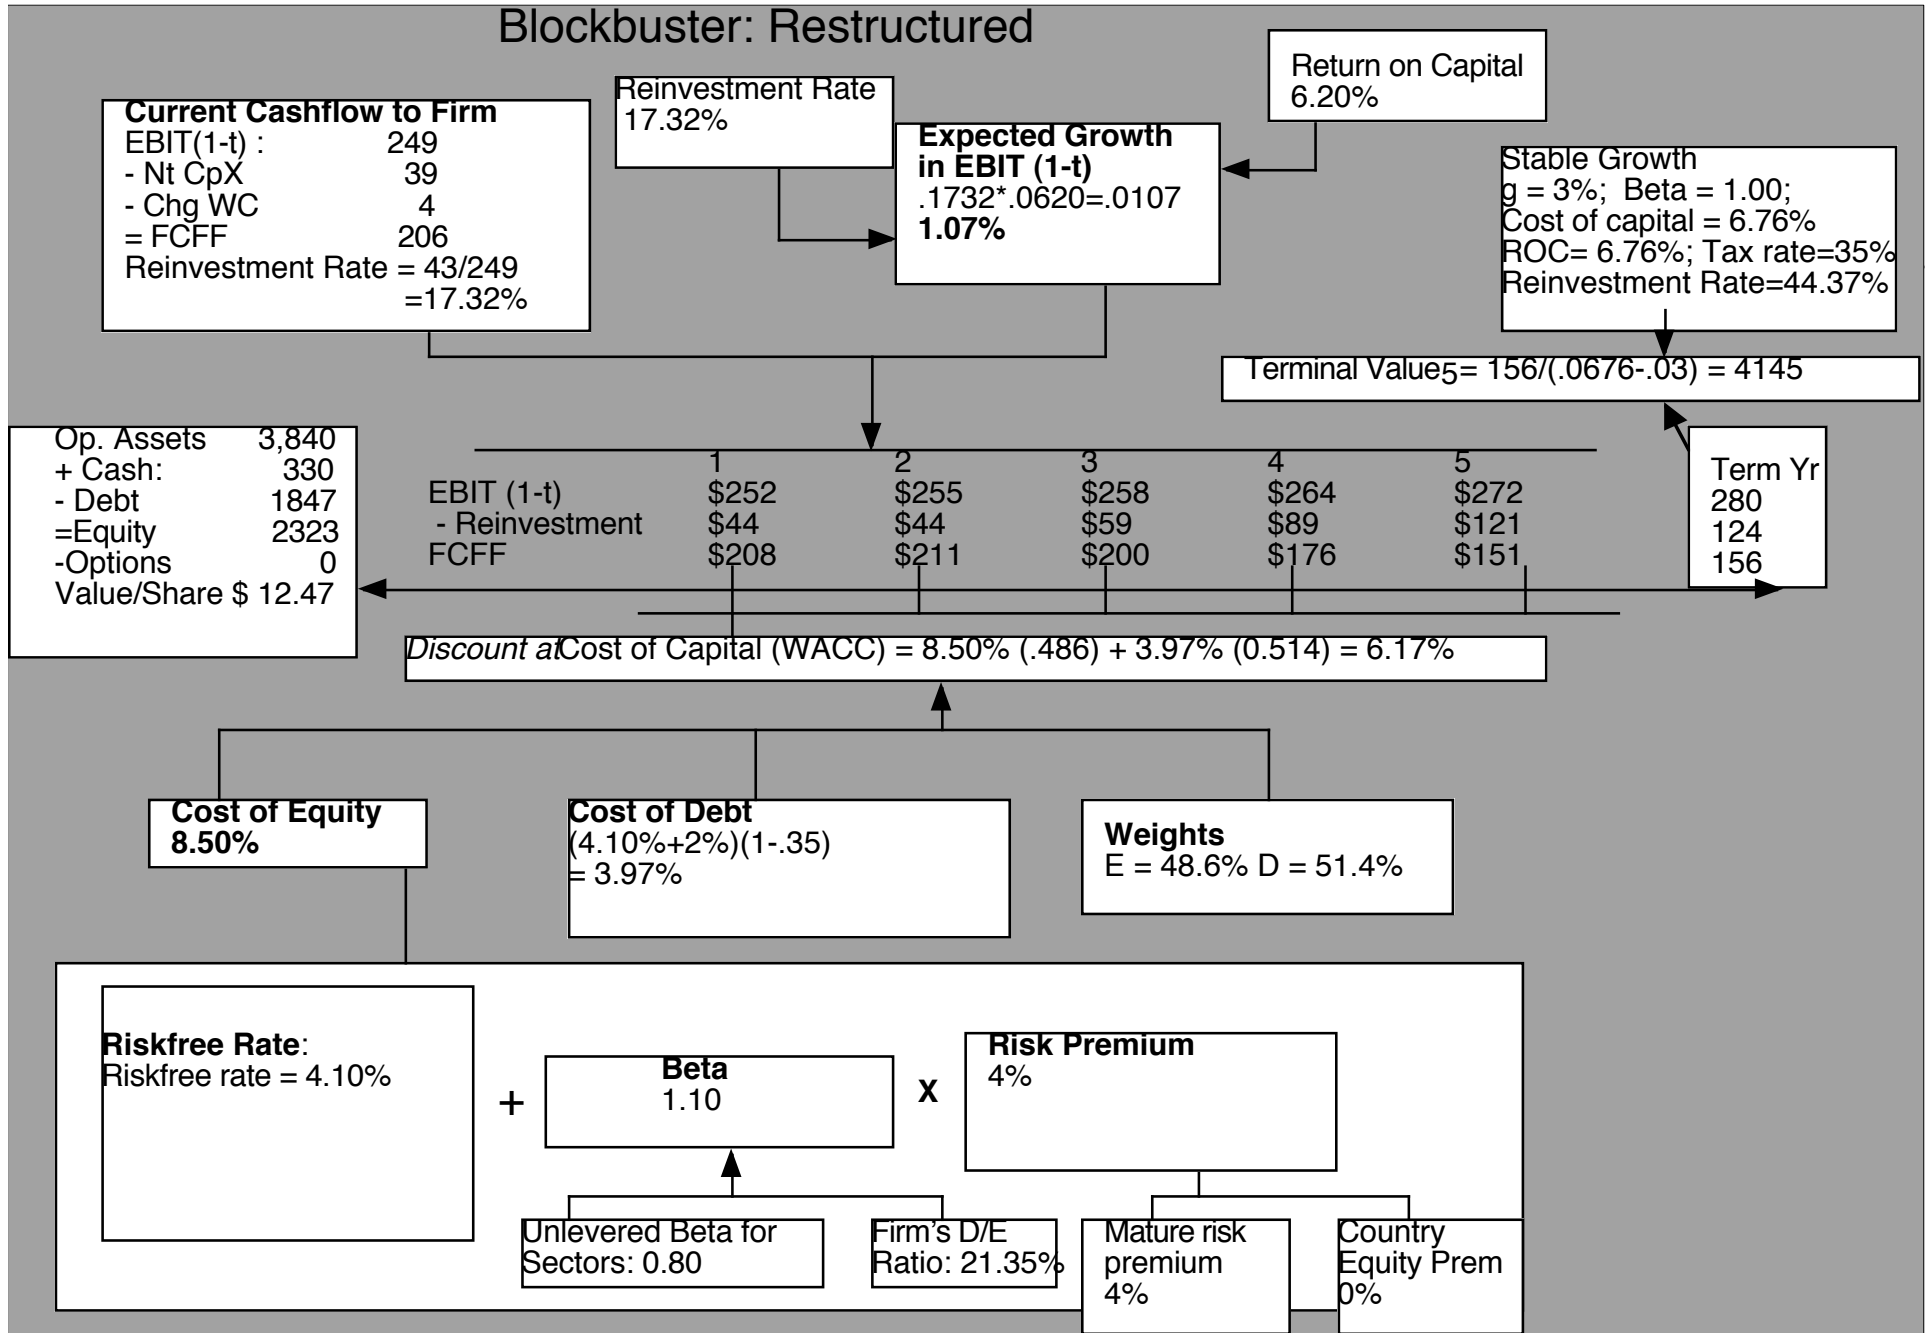 Blockbuster: Restructured
Current Cashflow to Firm
EBIT(1-t) : 249
- Nt CpX 39
- Chg WC 4
= FCFF 206
Reinvestment Rate = 43/249
=17.32%
Reinvestment Rate
17.32%
Expected Growth
in EBIT (1-t)
.1732*.0620=.0107
1.07%
Return on Capital
6.20%
Stable Growth
g = 3%; Beta = 1.00;
Cost of capital = 6.76%
ROC= 6.76%; Tax rate=35%
Reinvestment Rate=44.37%
Terminal Value5= 156/(.0676-.03) = 4145
Op. Assets 3,840
+ Cash: 330
- Debt 1847
=Equity 2323
-Options 0
Value/Share $ 12.47
1 2 3 4 5
EBIT (1-t) $252 $255 $258 $264 $272
- Reinvestment $44 $44 $59 $89 $121
FCFF $208 $211 $200 $176 $151
Term Yr
280
124
156
Discount atCost of Capital (WACC) = 8.50% (.486) + 3.97% (0.514) = 6.17%
Cost of Equity
8.50%
Cost of Debt
(4.10%+2%)(1-.35)
= 3.97%
Weights
E = 48.6% D = 51.4%
Riskfree Rate:
Riskfree rate = 4.10%
+
Beta
1.10
X
Risk Premium
4%
Unlevered Beta for
Sectors: 0.80
Firm's D/E
Ratio: 21.35%
Mature risk
premium
4%
Country
Equity Prem
0%